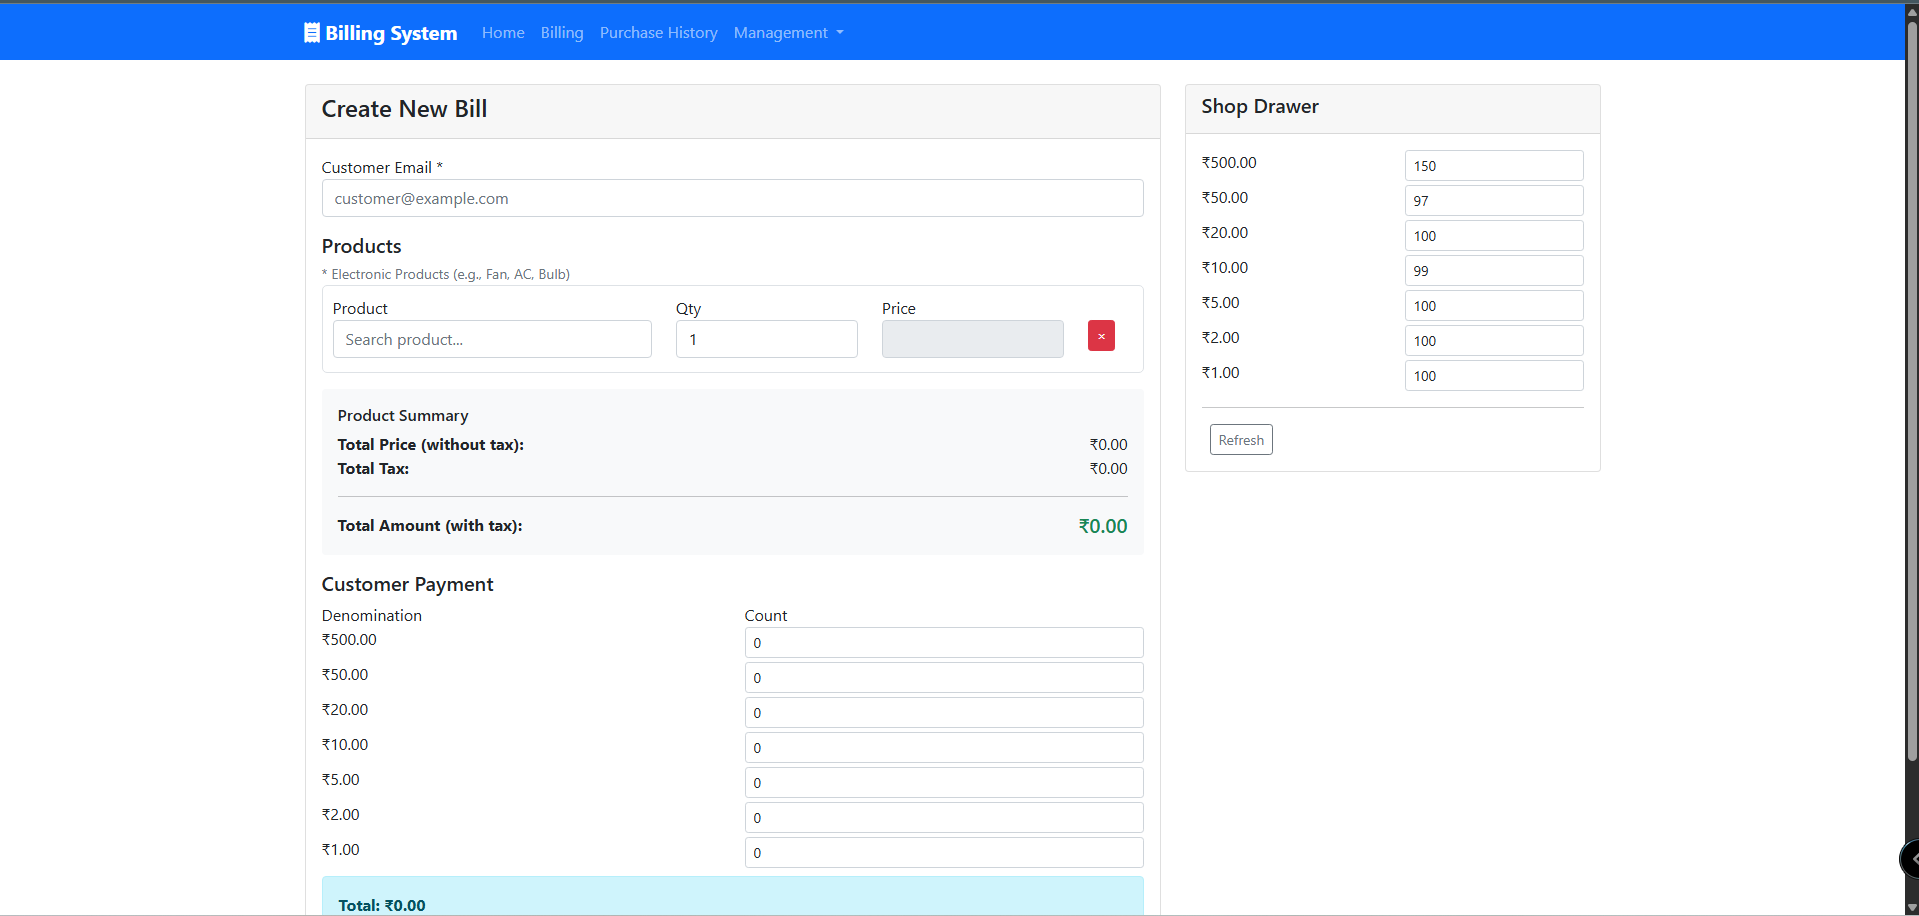 Billing System Home Billing Purchase History Management
Create New Bill
Customer Email *
customer@example.com
Products
* Electronic Products (e.g., Fan, AC, Bulb)
Product Qty Price
Search product... 1 ×
Product Summary
Total Price (without tax): ₹0.00
Total Tax: ₹0.00
Total Amount (with tax): ₹0.00
Customer Payment
Denomination Count
₹500.00 0
₹50.00 0
₹20.00 0
₹10.00 0
₹5.00 0
₹2.00 0
₹1.00 0
Total: ₹0.00
Shop Drawer
₹500.00 150
₹50.00 97
₹20.00 100
₹10.00 99
₹5.00 100
₹2.00 100
₹1.00 100
Refresh